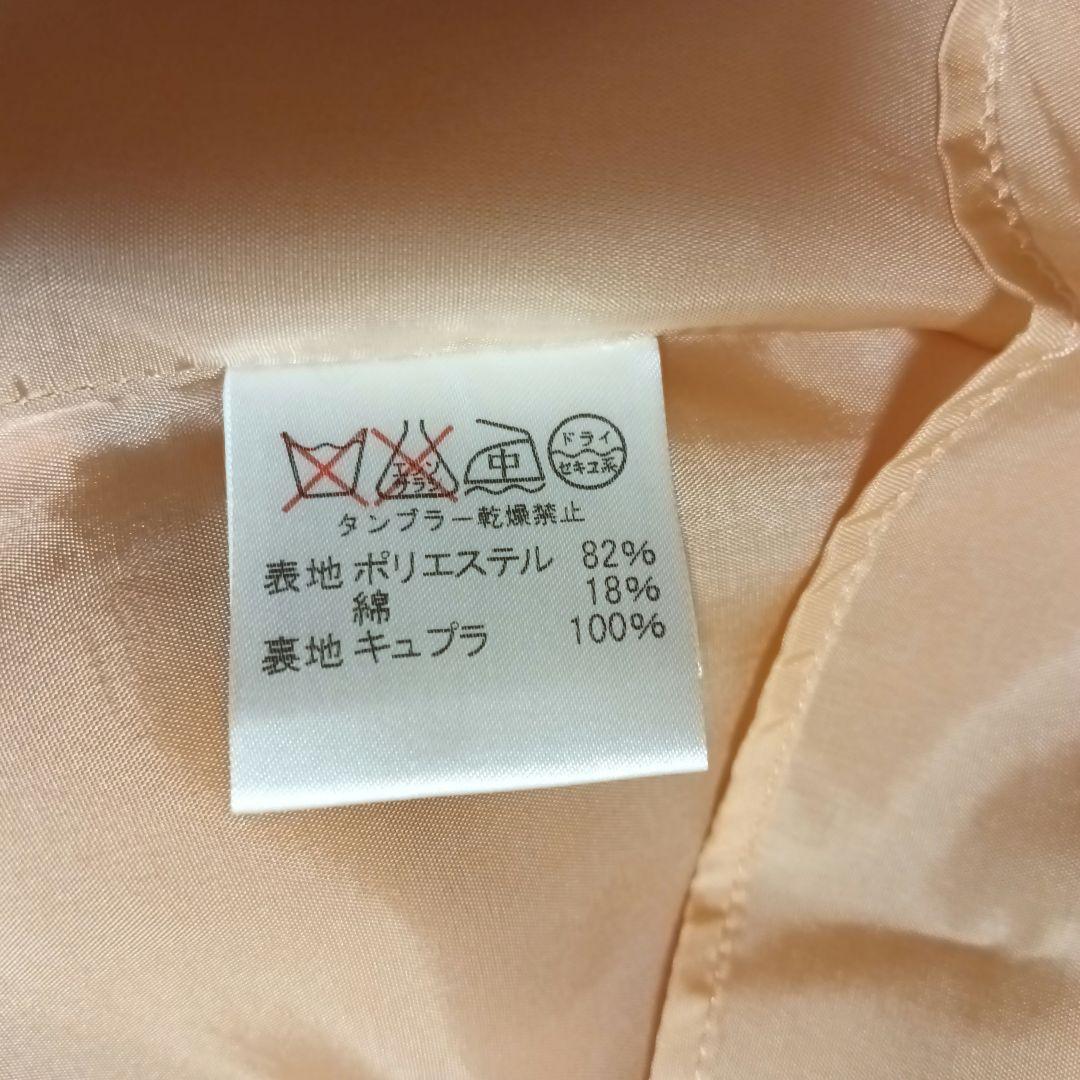 エンソ
サラシ
中
ドライ
セキユ系
タンブラー乾燥禁止
表地 ポリエステル 82%
綿 18%
裏地 キュプラ 100%